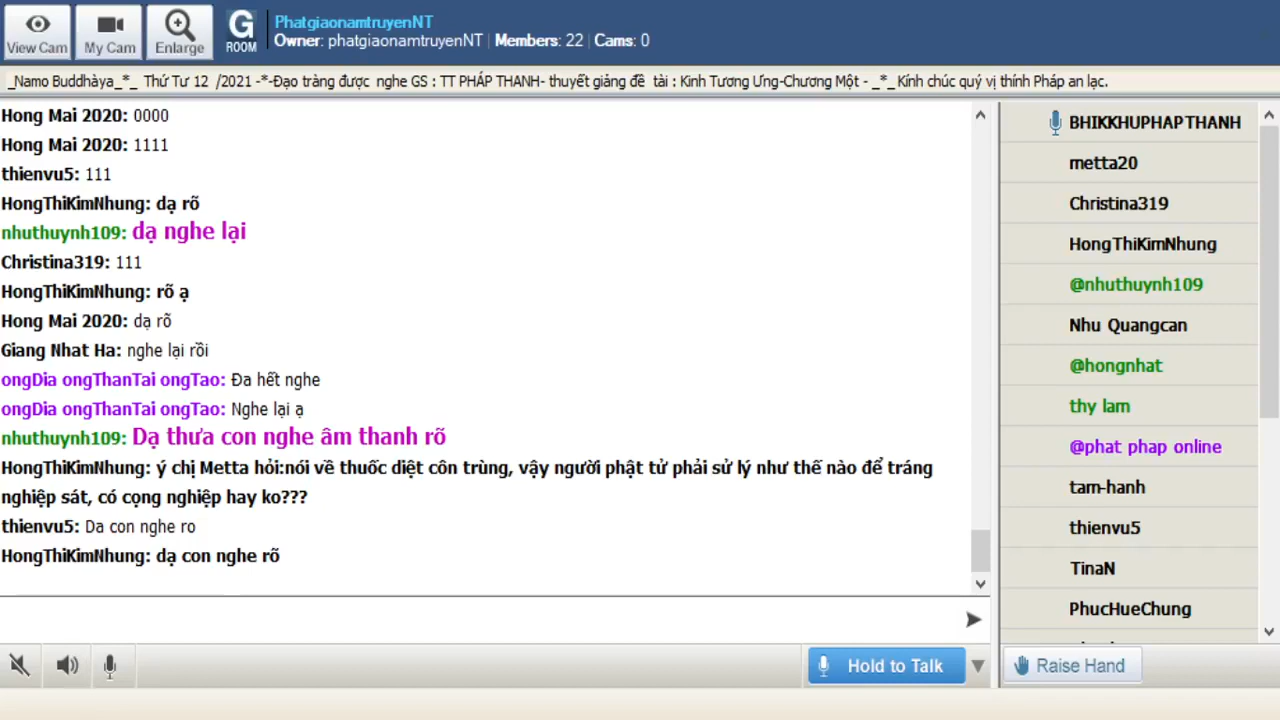 View Cam
My Cam
Enlarge
G
ROOM
PhatgiaonamtruyenNT
Owner: phatgiaonamtruyenNT | Members: 22 | Cams: 0
_Namo Buddhàya_*_ Thứ Tư 12 /2021 -*-Đạo tràng được nghe GS : TT PHÁP THANH- thuyết giảng đề tài : Kinh Tương Ưng-Chương Một - _*_ Kính chúc quý vị thính Pháp an lạc.
Hong Mai 2020: 0000
Hong Mai 2020: 1111
thienvu5: 111
HongThiKimNhung: dạ rõ
nhuthuynh109: dạ nghe lại
Christina319: 111
HongThiKimNhung: rõ ạ
Hong Mai 2020: dạ rõ
Giang Nhat Ha: nghe lại rồi
ongDia ongThanTai ongTao: Đa hết nghe
ongDia ongThanTai ongTao: Nghe lại ạ
nhuthuynh109: Dạ thưa con nghe âm thanh rõ
HongThiKimNhung: ý chị Metta hỏi:nói về thuốc diệt côn trùng, vậy người phật tử phải sử lý như thế nào để tráng
nghiệp sát, có cọng nghiệp hay ko???
thienvu5: Da con nghe ro
HongThiKimNhung: dạ con nghe rõ
Hold to Talk
BHIKKHUPHAPTHANH
metta20
Christina319
HongThiKimNhung
@nhuthuynh109
Nhu Quangcan
@hongnhat
thy lam
@phat phap online
tam-hanh
thienvu5
TinaN
PhucHueChung
Raise Hand